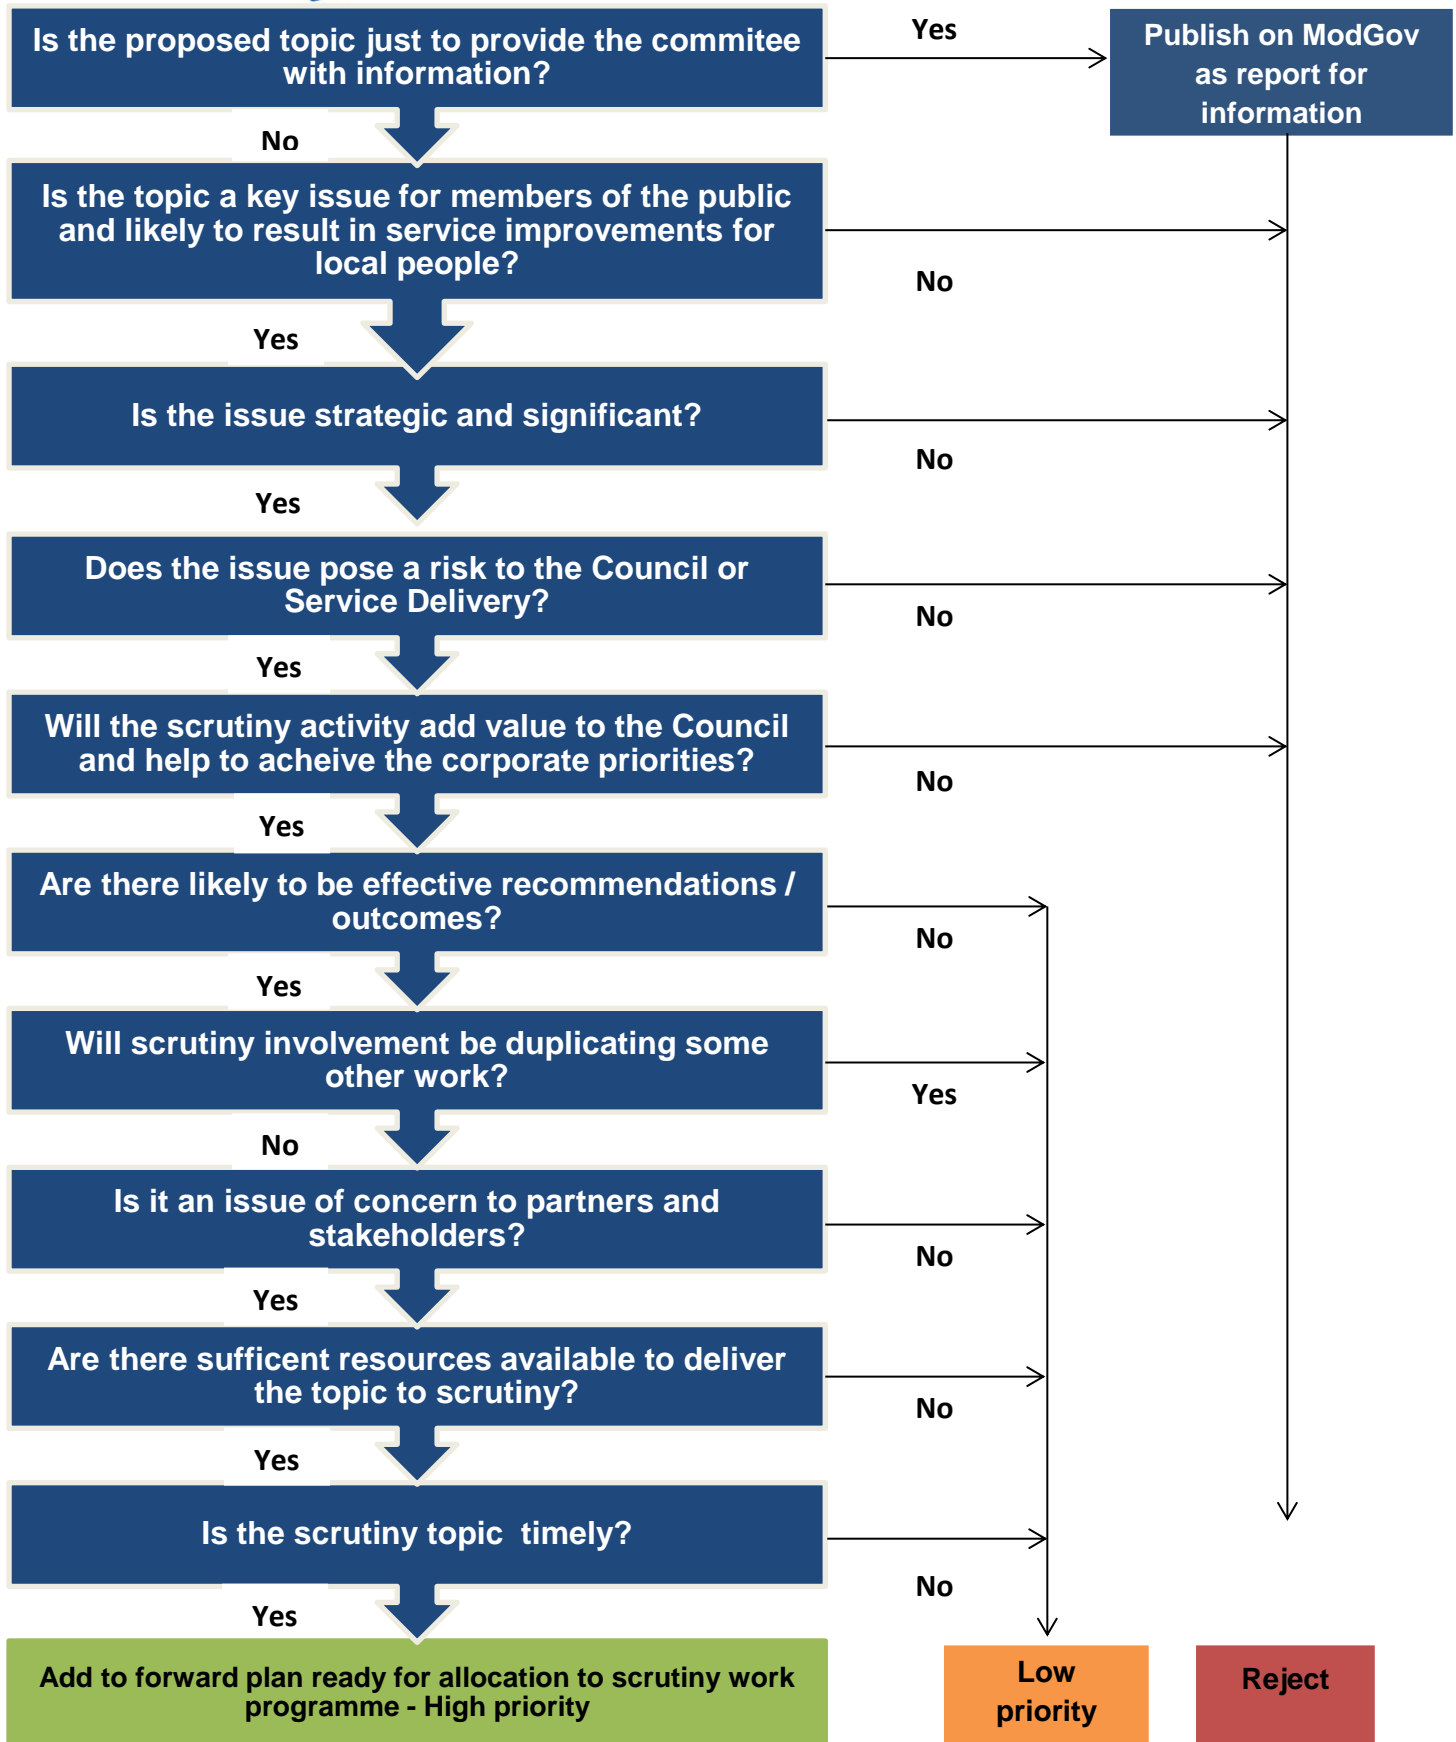 Is the proposed topic just to provide the commitee
with information?
Yes
Publish on ModGov
as report for
information
No
Is the topic a key issue for members of the public
and likely to result in service improvements for
local people?
No
Yes
Is the issue strategic and significant?
No
Yes
Does the issue pose a risk to the Council or
Service Delivery?
No
Yes
Will the scrutiny activity add value to the Council
and help to acheive the corporate priorities?
No
Yes
Are there likely to be effective recommendations /
outcomes?
No
Yes
Will scrutiny involvement be duplicating some
other work?
Yes
No
Is it an issue of concern to partners and
stakeholders?
No
Yes
Are there sufficent resources available to deliver
the topic to scrutiny?
No
Yes
Is the scrutiny topic  timely?
No
Yes
Add to forward plan ready for allocation to scrutiny work
programme - High priority
Low
priority
Reject